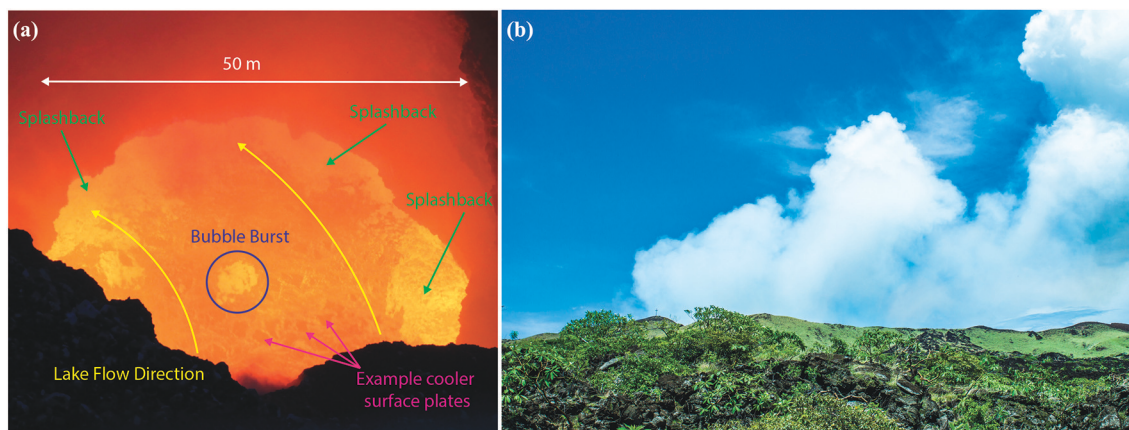 (a)
50 m
Splashback
Splashback
Splashback
Bubble Burst
Lake Flow Direction
Example cooler
surface plates
(b)